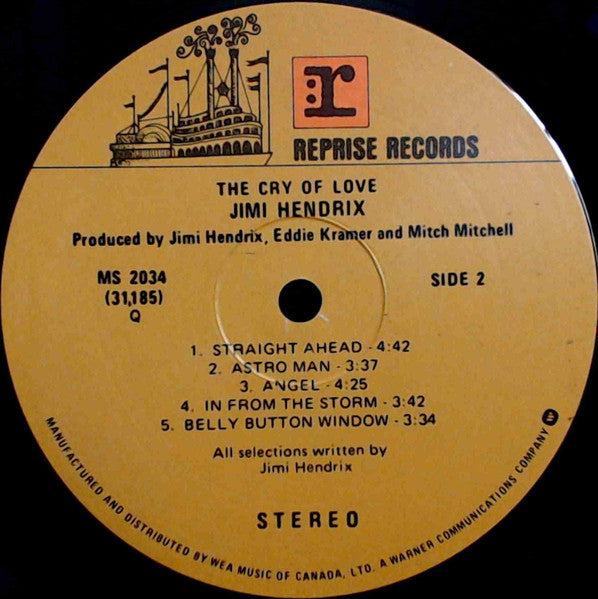 r
REPRISE RECORDS
THE CRY OF LOVE
JIMI HENDRIX
Produced by Jimi Hendrix, Eddie Kramer and Mitch Mitchell
MS 2034
(31,185)
Q
SIDE 2
1. STRAIGHT AHEAD - 4:42
2. ASTRO MAN - 3:37
3. ANGEL - 4:25
4. IN FROM THE STORM - 3:42
5. BELLY BUTTON WINDOW - 3:34
All selections written by
Jimi Hendrix
STEREO
MANUFACTURED AND DISTRIBUTED BY WEA MUSIC OF CANADA, LTD. A WARNER COMMUNICATIONS COMPANY